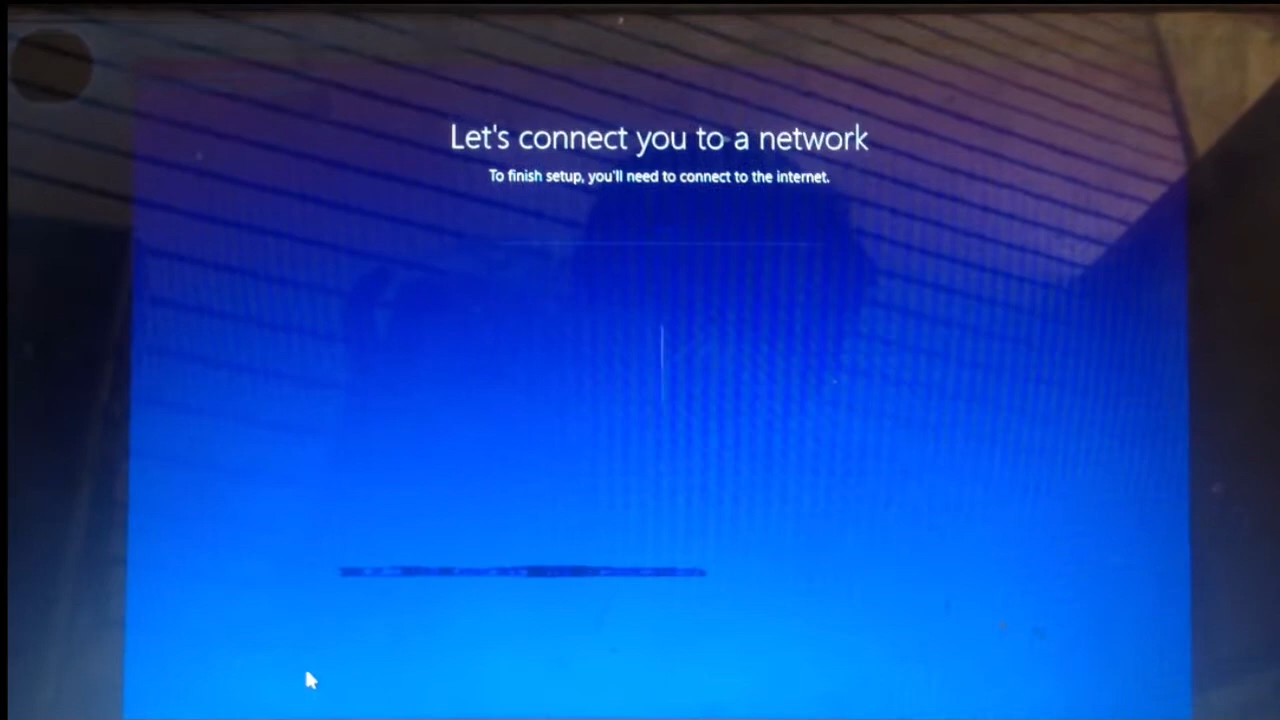 Let's connect you to a network
To finish setup, you'll need to connect to the internet.